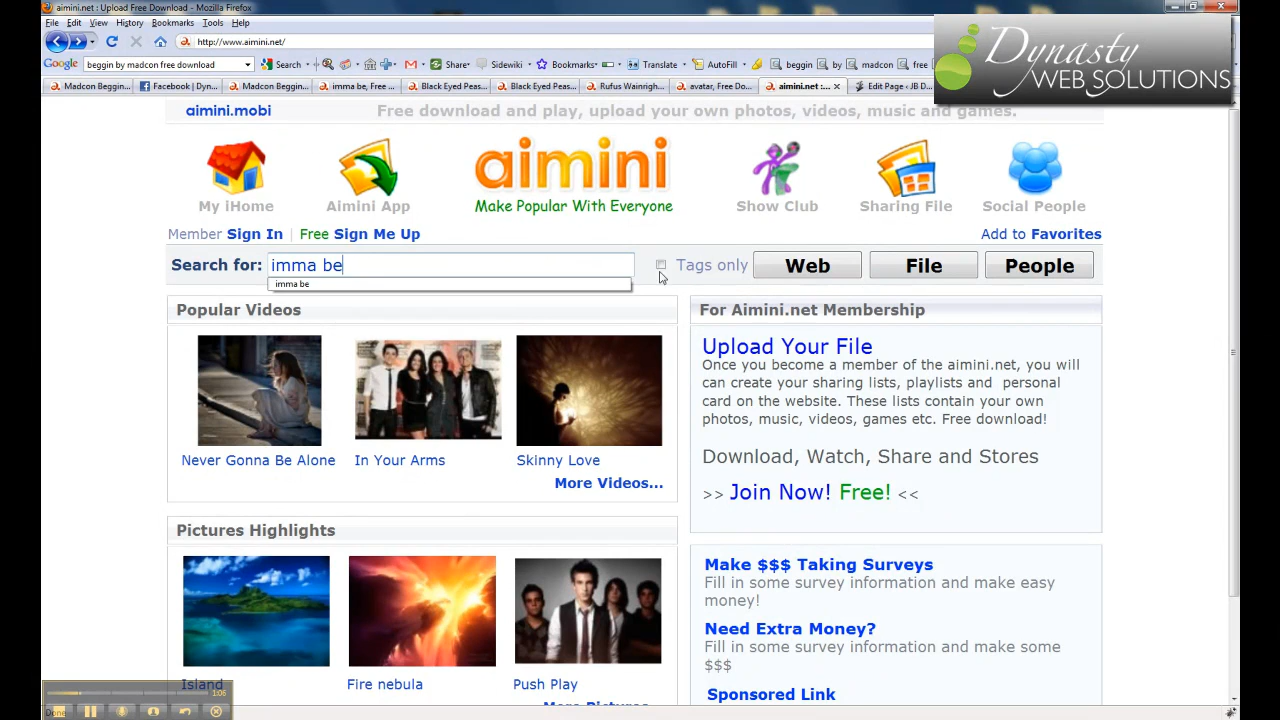 aimini.net : Upload Free Download - Mozilla Firefox
File Edit View History Bookmarks Tools Help
http://www.aimini.net/
Google beggin by madcon free download Search Share Sidewiki Bookmarks Translate AutoFill beggin by madcon free
Madcon Beggin... Facebook | Dyn... Madcon Beggin... imma be, Free ... Black Eyed Peas... Black Eyed Peas... Rufus Wainrigh... avatar, Free Do... aimini.net :... Edit Page ‹ JB D...
Dynasty
WEB SOLUTIONS
aimini.mobi Free download and play, upload your own photos, videos, music and games.
aimini
Make Popular With Everyone
My iHome Aimini App Show Club Sharing File Social People
Member Sign In | Free Sign Me Up Add to Favorites
Search for: imma be Tags only Web File People
imma be
Popular Videos
Never Gonna Be Alone In Your Arms Skinny Love
More Videos...
For Aimini.net Membership
Upload Your File
Once you become a member of the aimini.net, you will
can create your sharing lists, playlists and personal
card on the website. These lists contain your own
photos, music, videos, games etc. Free download!
Download, Watch, Share and Stores
>> Join Now! Free! <<
Pictures Highlights
Island Fire nebula Push Play
More Pictures...
Make $$$ Taking Surveys
Fill in some survey information and make easy
money!
Need Extra Money?
Fill in some survey information and make some
$$$
Sponsored Link
1:06
Done